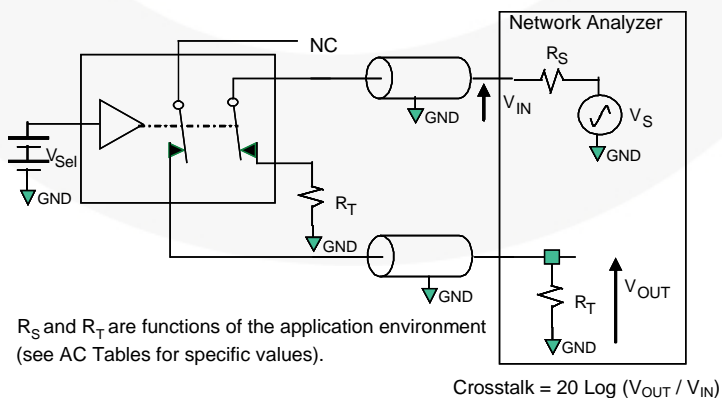 Network Analyzer
NC
R_S
V_IN
V_S
GND
GND
V_Sel
GND
R_T
GND
GND
V_OUT
R_T
GND
R_S and R_T are functions of the application environment
(see AC Tables for specific values).
Crosstalk = 20 Log (V_OUT / V_IN)